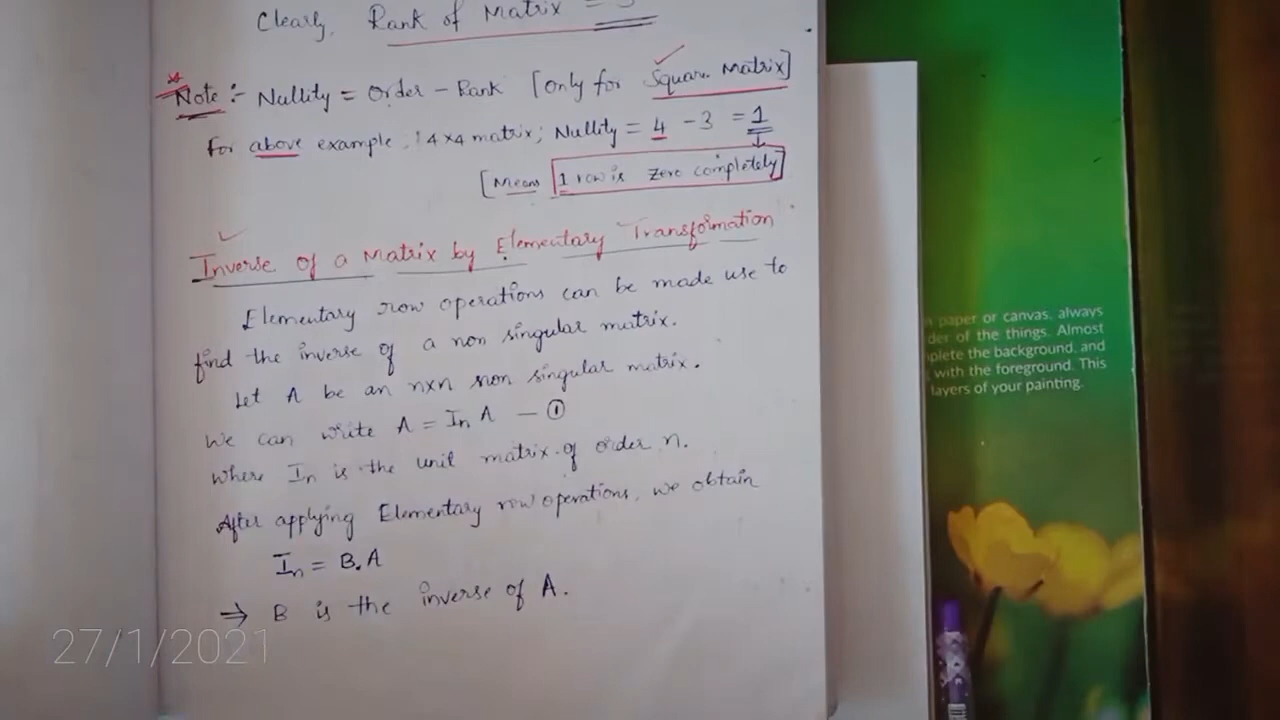 Clearly, Rank of Matrix = 3
Note :- Nullity = Order - Rank [Only for Square Matrix]
For above example, 4x4 matrix; Nullity = 4 - 3 = 1
[Means 1 row is zero completely]
Inverse of a Matrix by Elementary Transformation
Elementary row operations can be made use to
find the inverse of a non singular matrix.
Let A be an nxn non singular matrix.
We can write A = In A — ①
where In is the unit matrix of order n.
After applying Elementary row operations, we obtain
In = B.A
⇒ B is the inverse of A.
paper or canvas, always
of the things. Almost
the background, and
with the foreground. This
layers of your painting.
27/1/2021